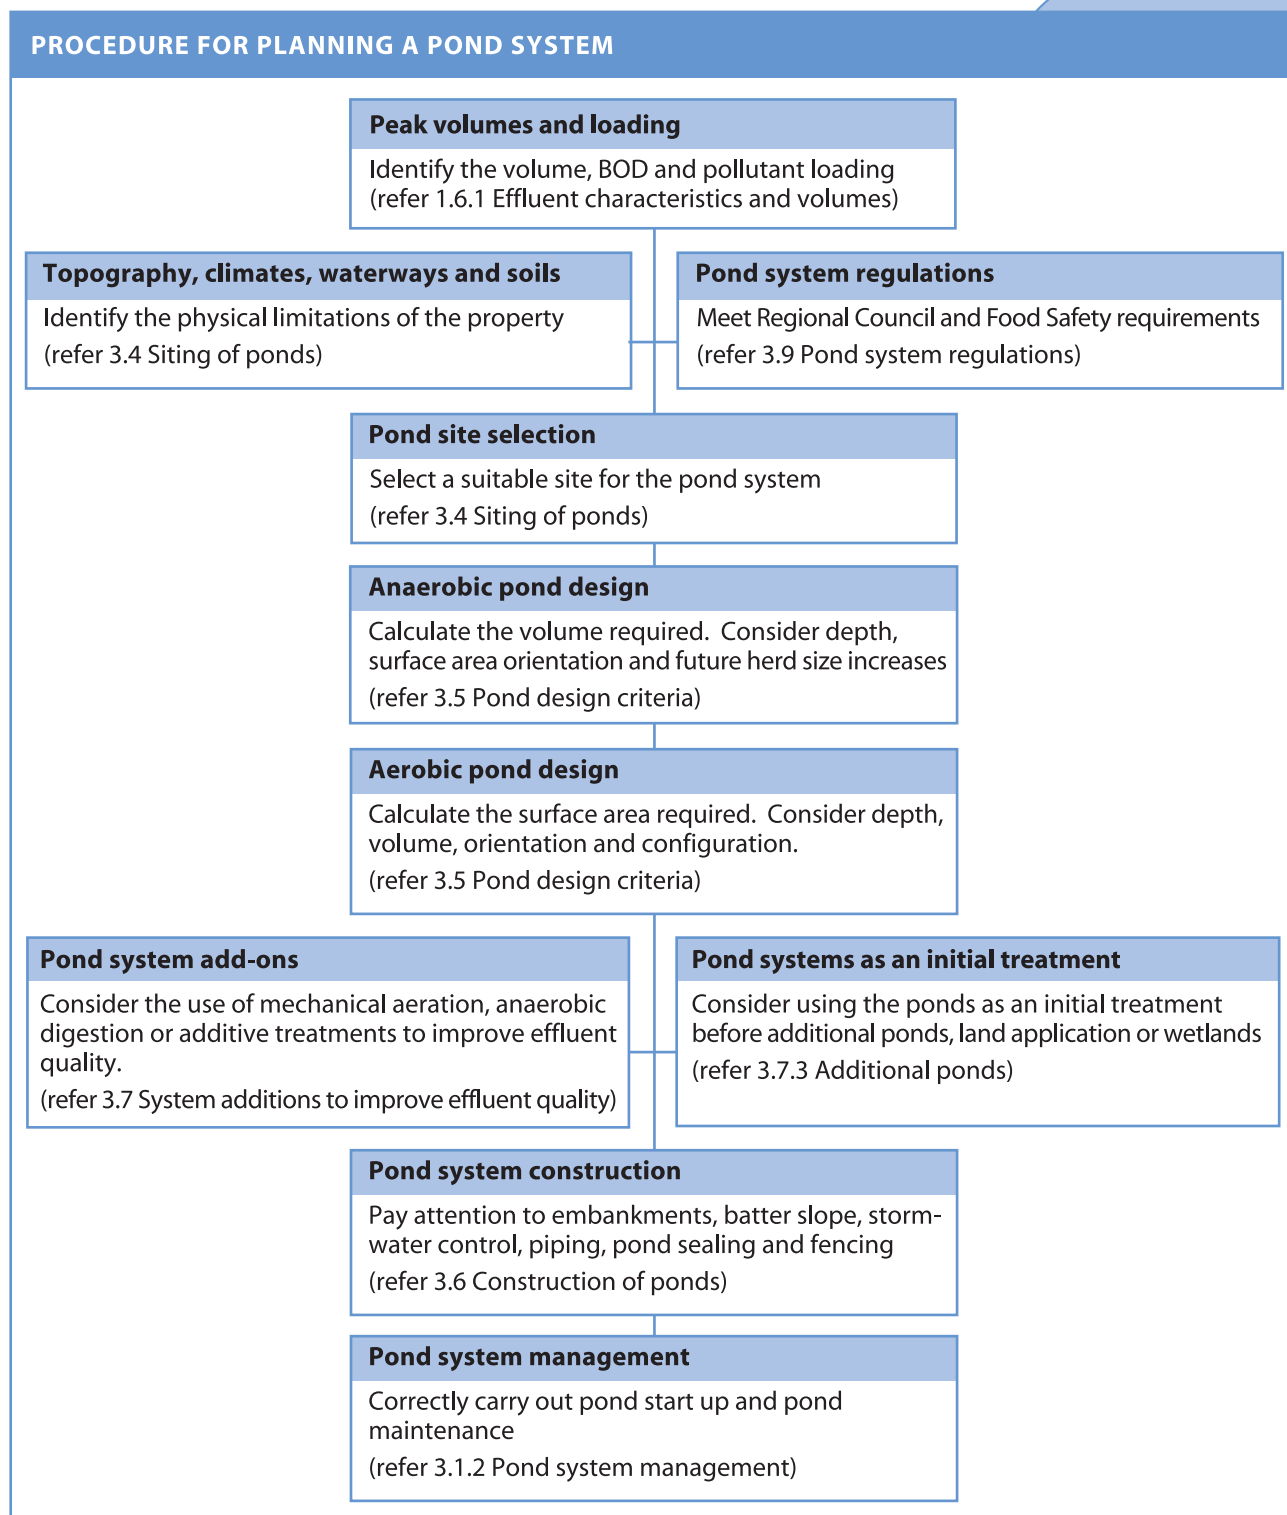 PROCEDURE FOR PLANNING A POND SYSTEM
Peak volumes and loading
Identify the volume, BOD and pollutant loading
(refer 1.6.1 Effluent characteristics and volumes)
Topography, climates, waterways and soils
Identify the physical limitations of the property
(refer 3.4 Siting of ponds)
Pond system regulations
Meet Regional Council and Food Safety requirements
(refer 3.9 Pond system regulations)
Pond site selection
Select a suitable site for the pond system
(refer 3.4 Siting of ponds)
Anaerobic pond design
Calculate the volume required.  Consider depth,
surface area orientation and future herd size increases
(refer 3.5 Pond design criteria)
Aerobic pond design
Calculate the surface area required.  Consider depth,
volume, orientation and configuration.
(refer 3.5 Pond design criteria)
Pond system add-ons
Consider the use of mechanical aeration, anaerobic
digestion or additive treatments to improve effluent
quality.
(refer 3.7 System additions to improve effluent quality)
Pond systems as an initial treatment
Consider using the ponds as an initial treatment
before additional ponds, land application or wetlands
(refer 3.7.3 Additional ponds)
Pond system construction
Pay attention to embankments, batter slope, storm-
water control, piping, pond sealing and fencing
(refer 3.6 Construction of ponds)
Pond system management
Correctly carry out pond start up and pond
maintenance
(refer 3.1.2 Pond system management)